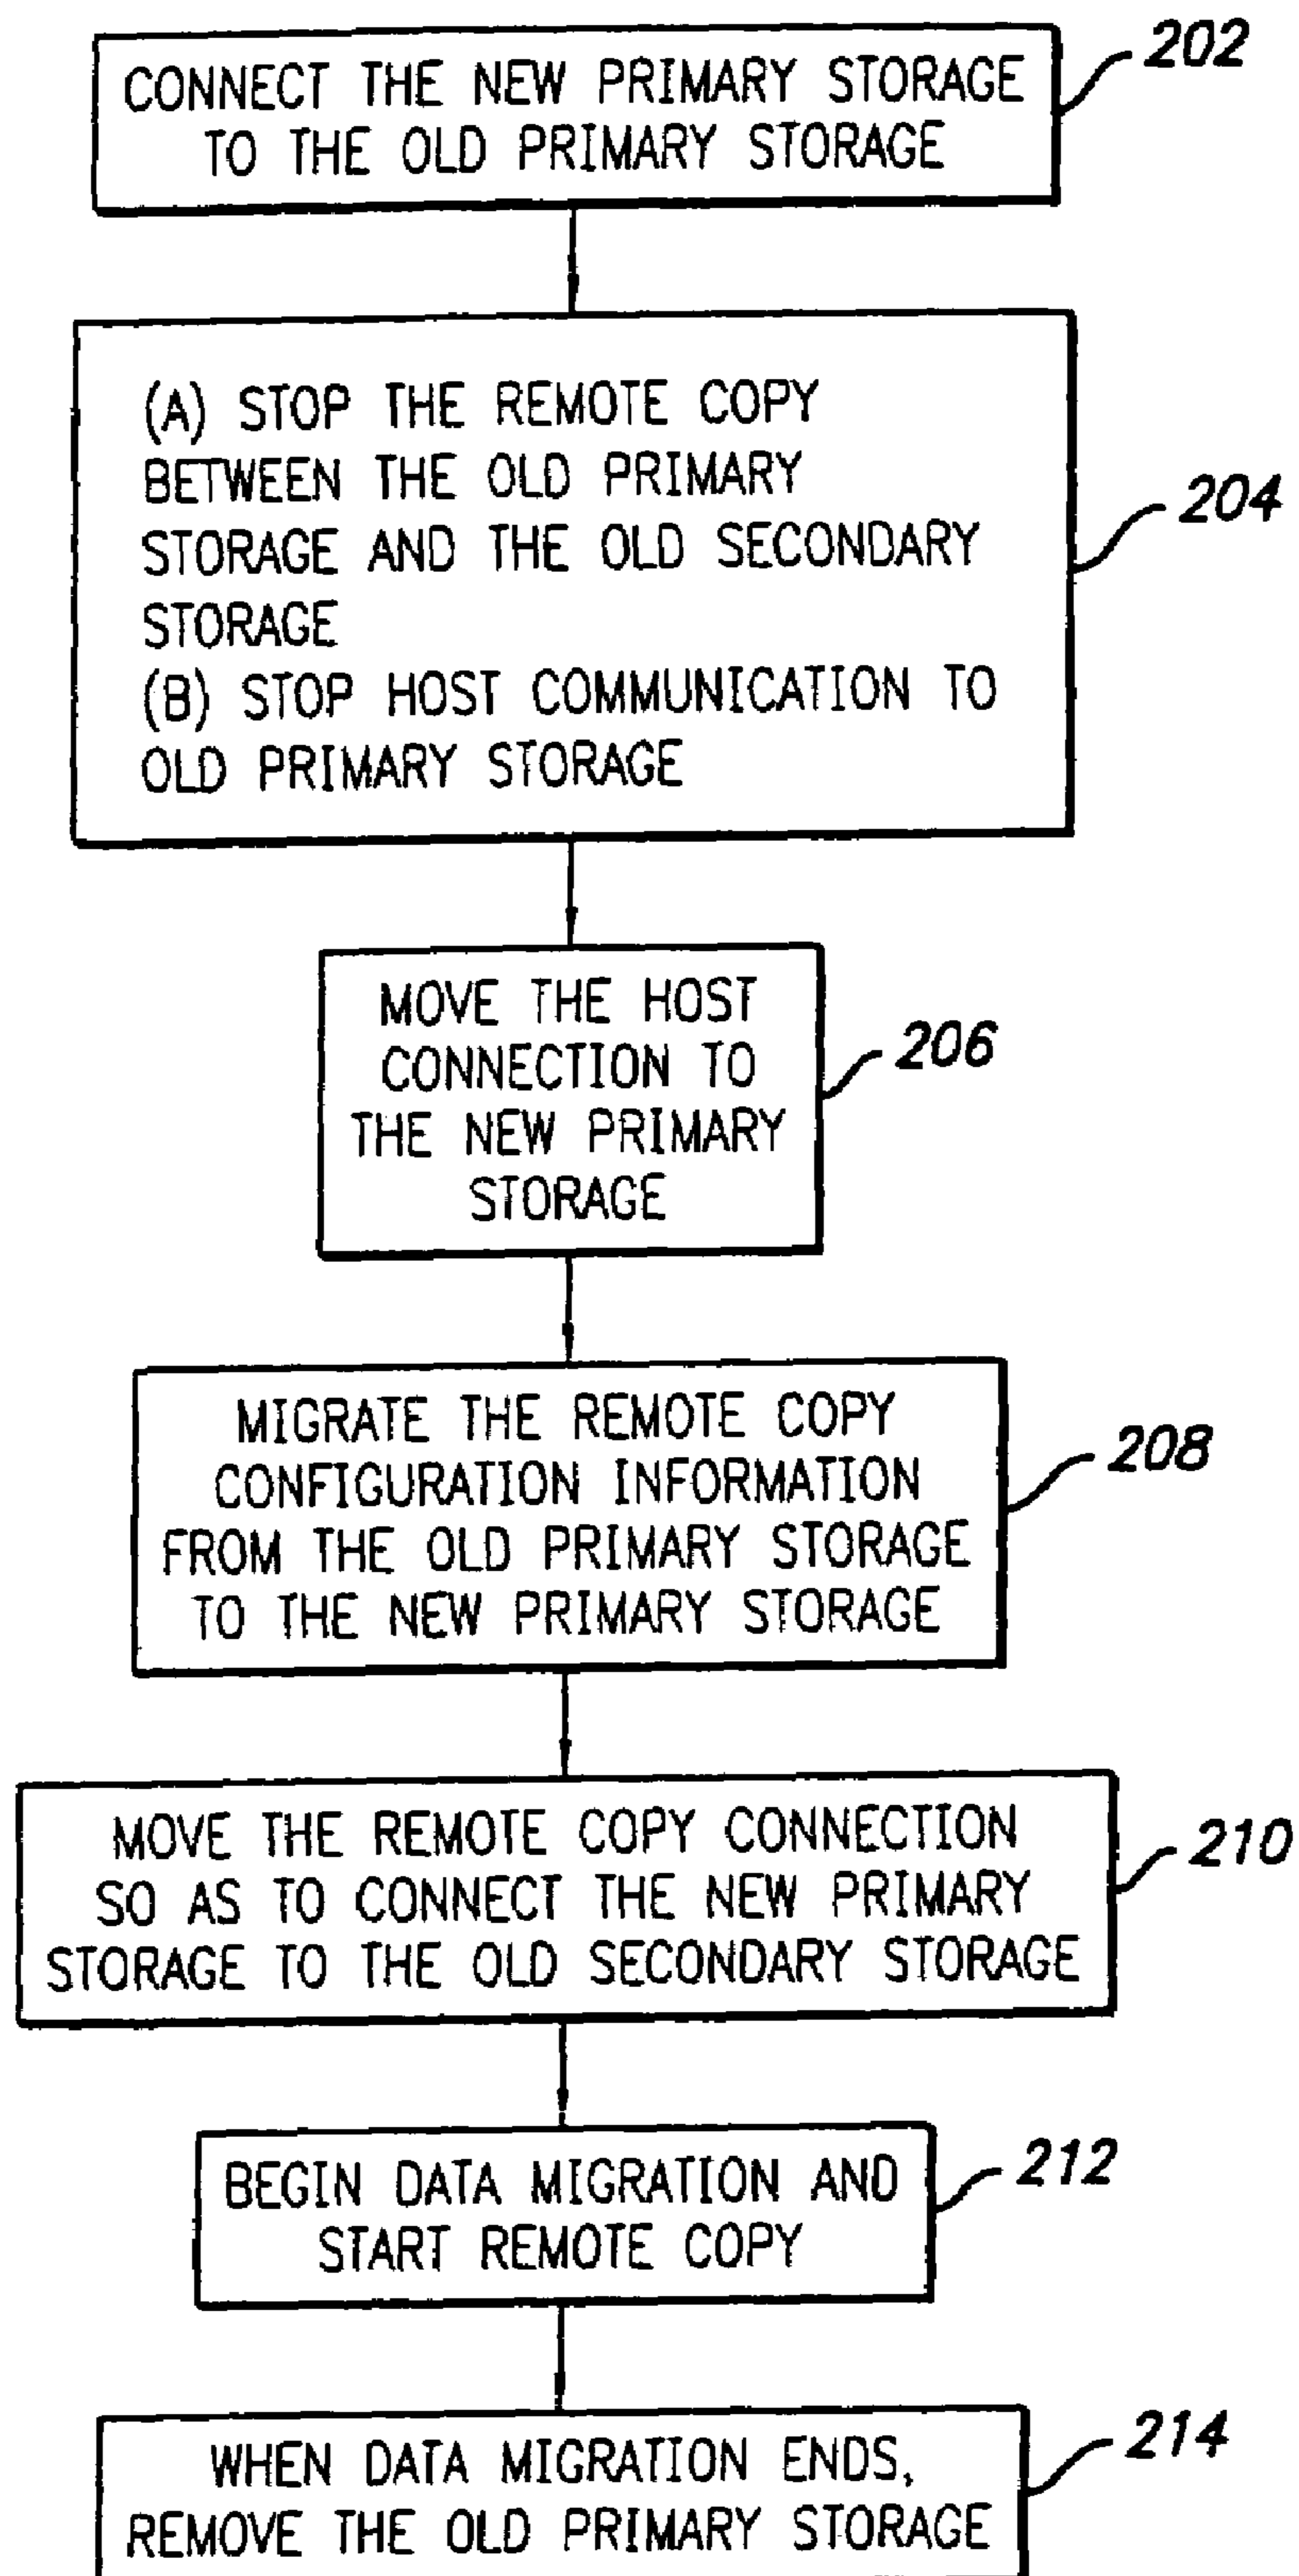 CONNECT THE NEW PRIMARY STORAGE
TO THE OLD PRIMARY STORAGE
202
(A) STOP THE REMOTE COPY
BETWEEN THE OLD PRIMARY
STORAGE AND THE OLD SECONDARY
STORAGE
(B) STOP HOST COMMUNICATION TO
OLD PRIMARY STORAGE
204
MOVE THE HOST
CONNECTION TO
THE NEW PRIMARY
STORAGE
206
MIGRATE THE REMOTE COPY
CONFIGURATION INFORMATION
FROM THE OLD PRIMARY STORAGE
TO THE NEW PRIMARY STORAGE
208
MOVE THE REMOTE COPY CONNECTION
SO AS TO CONNECT THE NEW PRIMARY
STORAGE TO THE OLD SECONDARY STORAGE
210
BEGIN DATA MIGRATION AND
START REMOTE COPY
212
WHEN DATA MIGRATION ENDS,
REMOVE THE OLD PRIMARY STORAGE
214